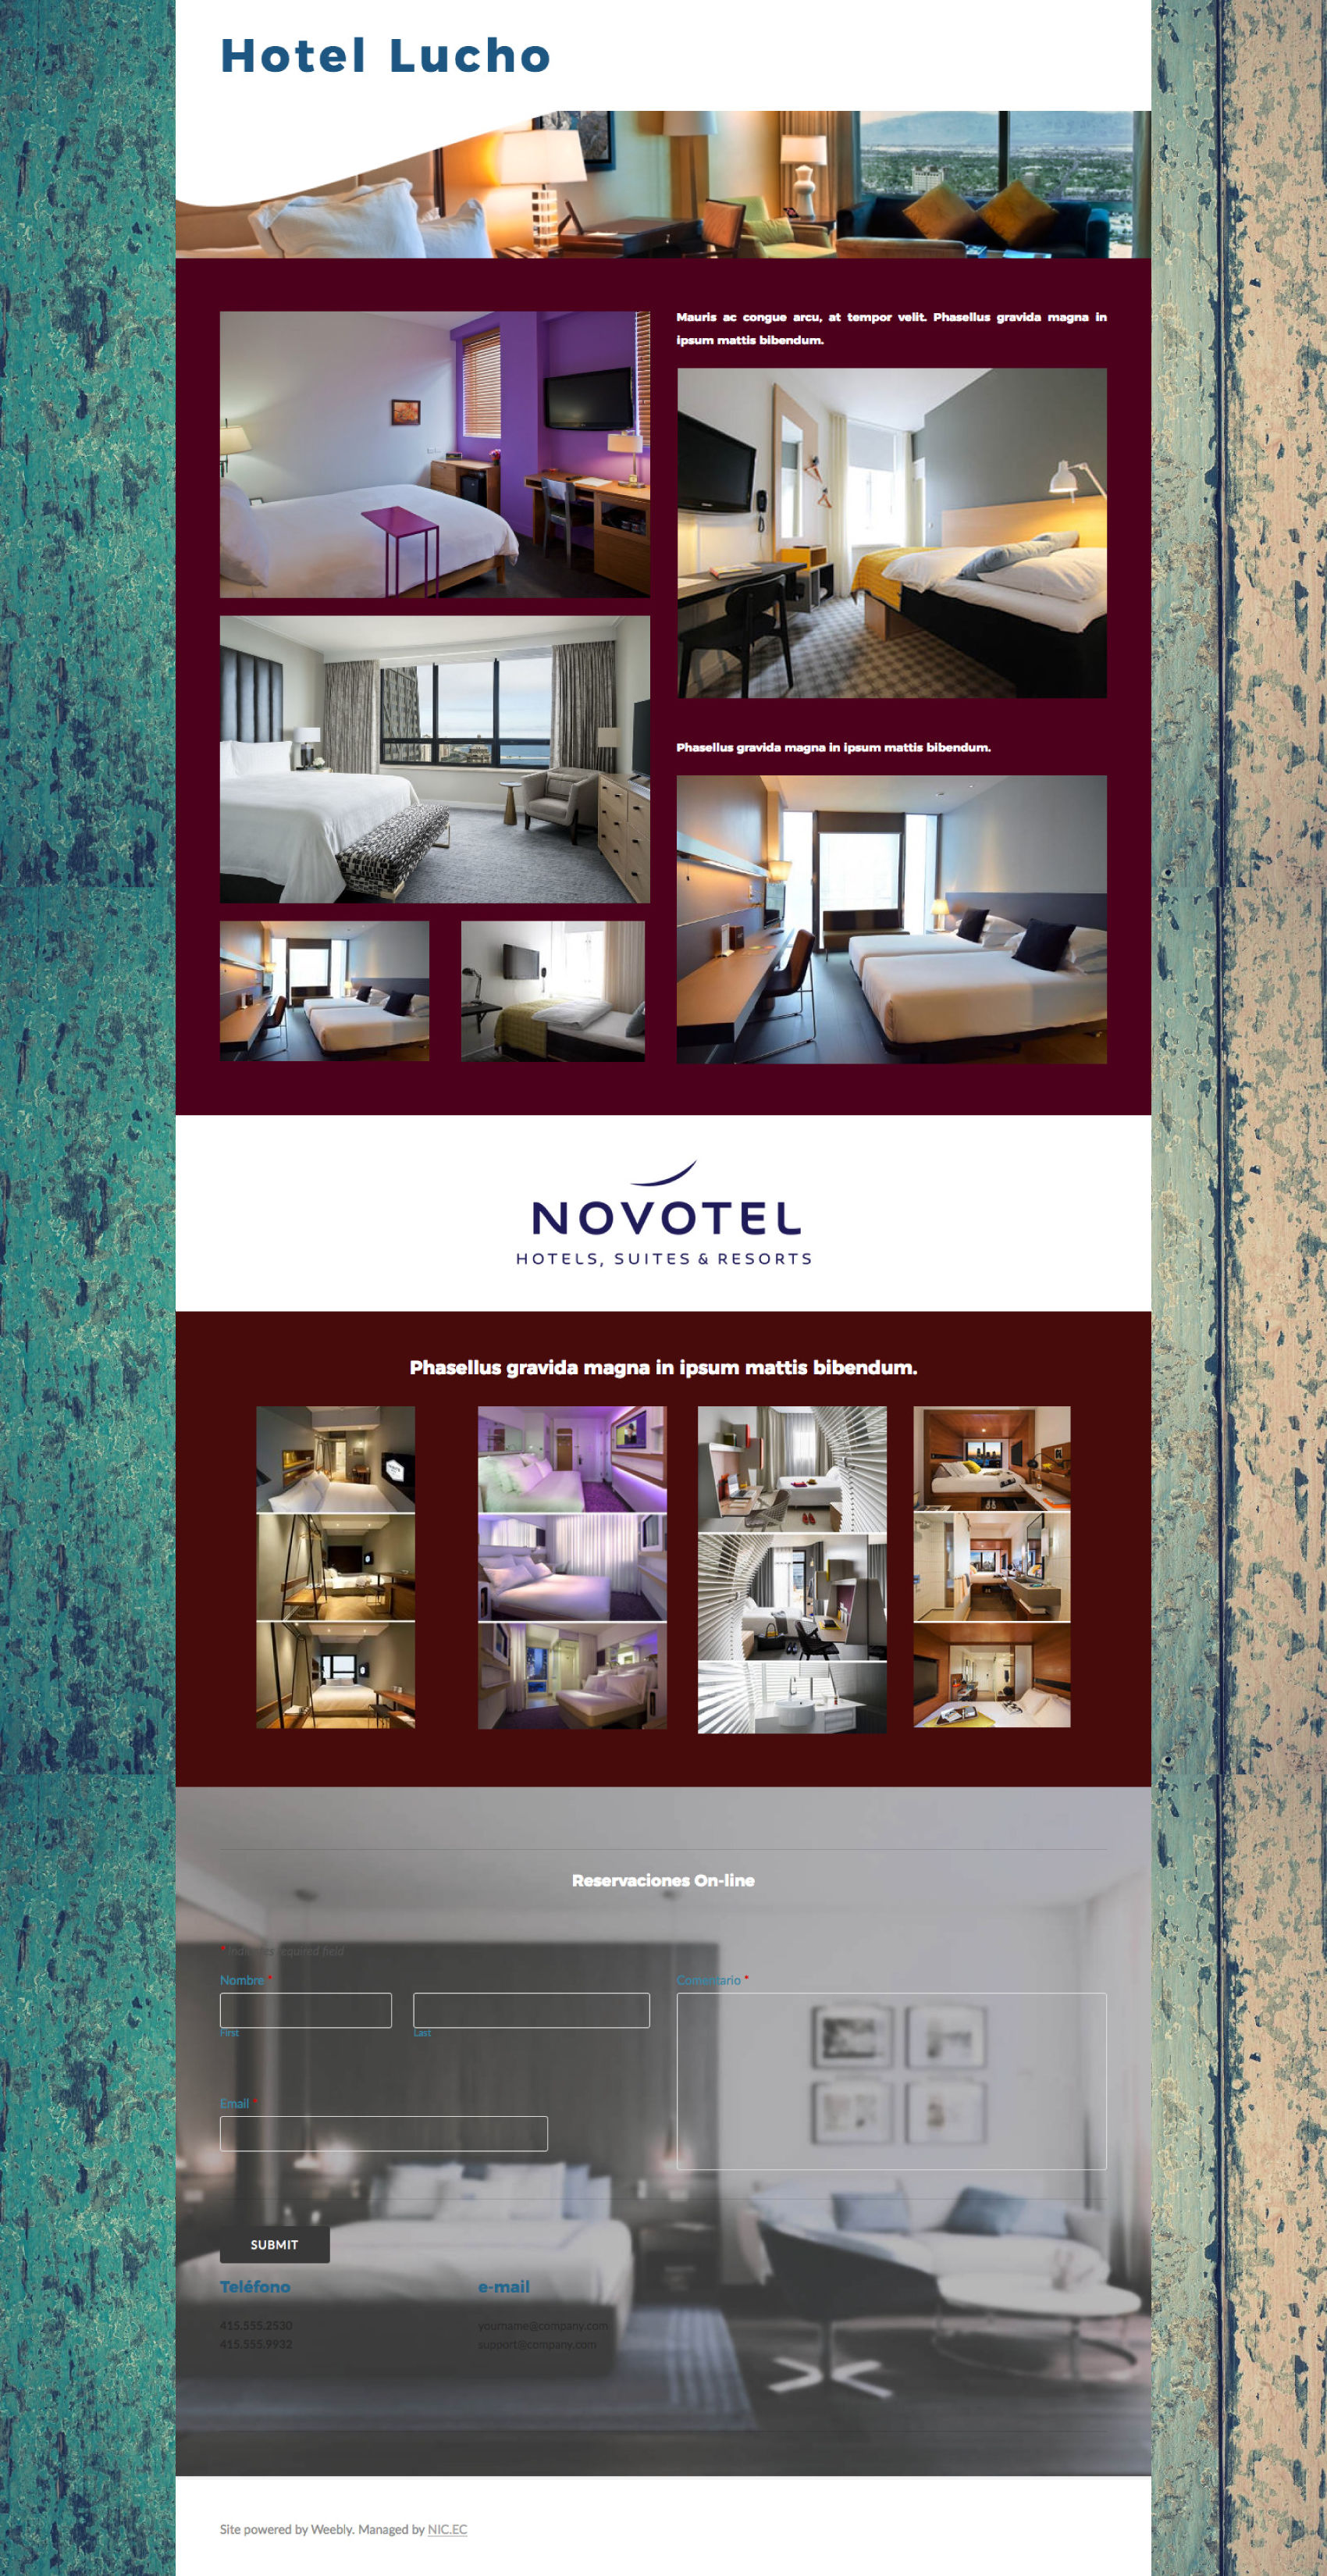 Hotel Lucho
Mauris ac congue arcu, at tempor velit. Phasellus gravida magna in
ipsum mattis bibendum.
Phasellus gravida magna in ipsum mattis bibendum.
NOVOTEL
HOTELS, SUITES & RESORTS
Phasellus gravida magna in ipsum mattis bibendum.
Reservaciones On-line
* Indicates required field
Nombre *
First
Last
Comentario *
Email *
SUBMIT
Teléfono
e-mail
415.555.2530
yourname@company.com
415.555.9932
support@company.com
Site powered by Weebly. Managed by NIC.EC